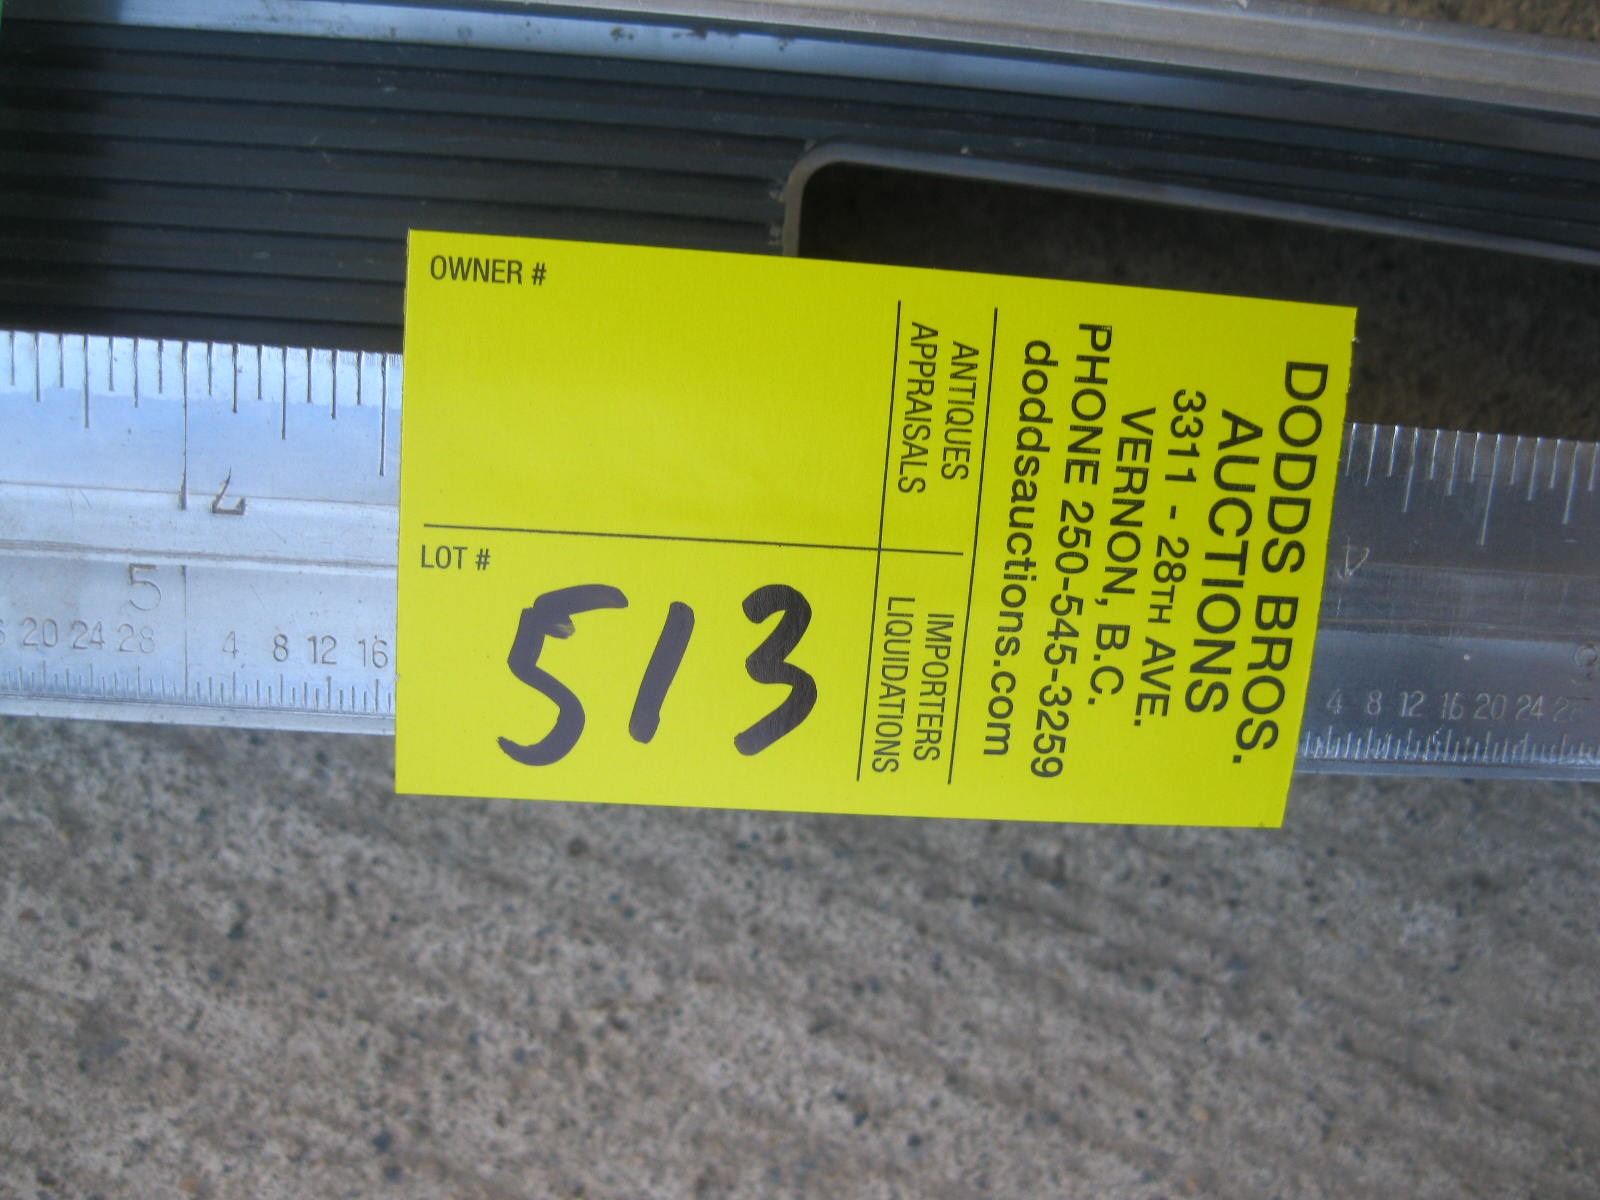 DODDS BROS.
AUCTIONS
3311 - 28TH AVE.
VERNON, B.C.
PHONE 250-545-3259
doddsauctions.com
ANTIQUES
APPRAISALS
IMPORTERS
LIQUIDATIONS
OWNER #
LOT #
513
5
20 24 28 4 8 12 16
4 8 12 16 20 24